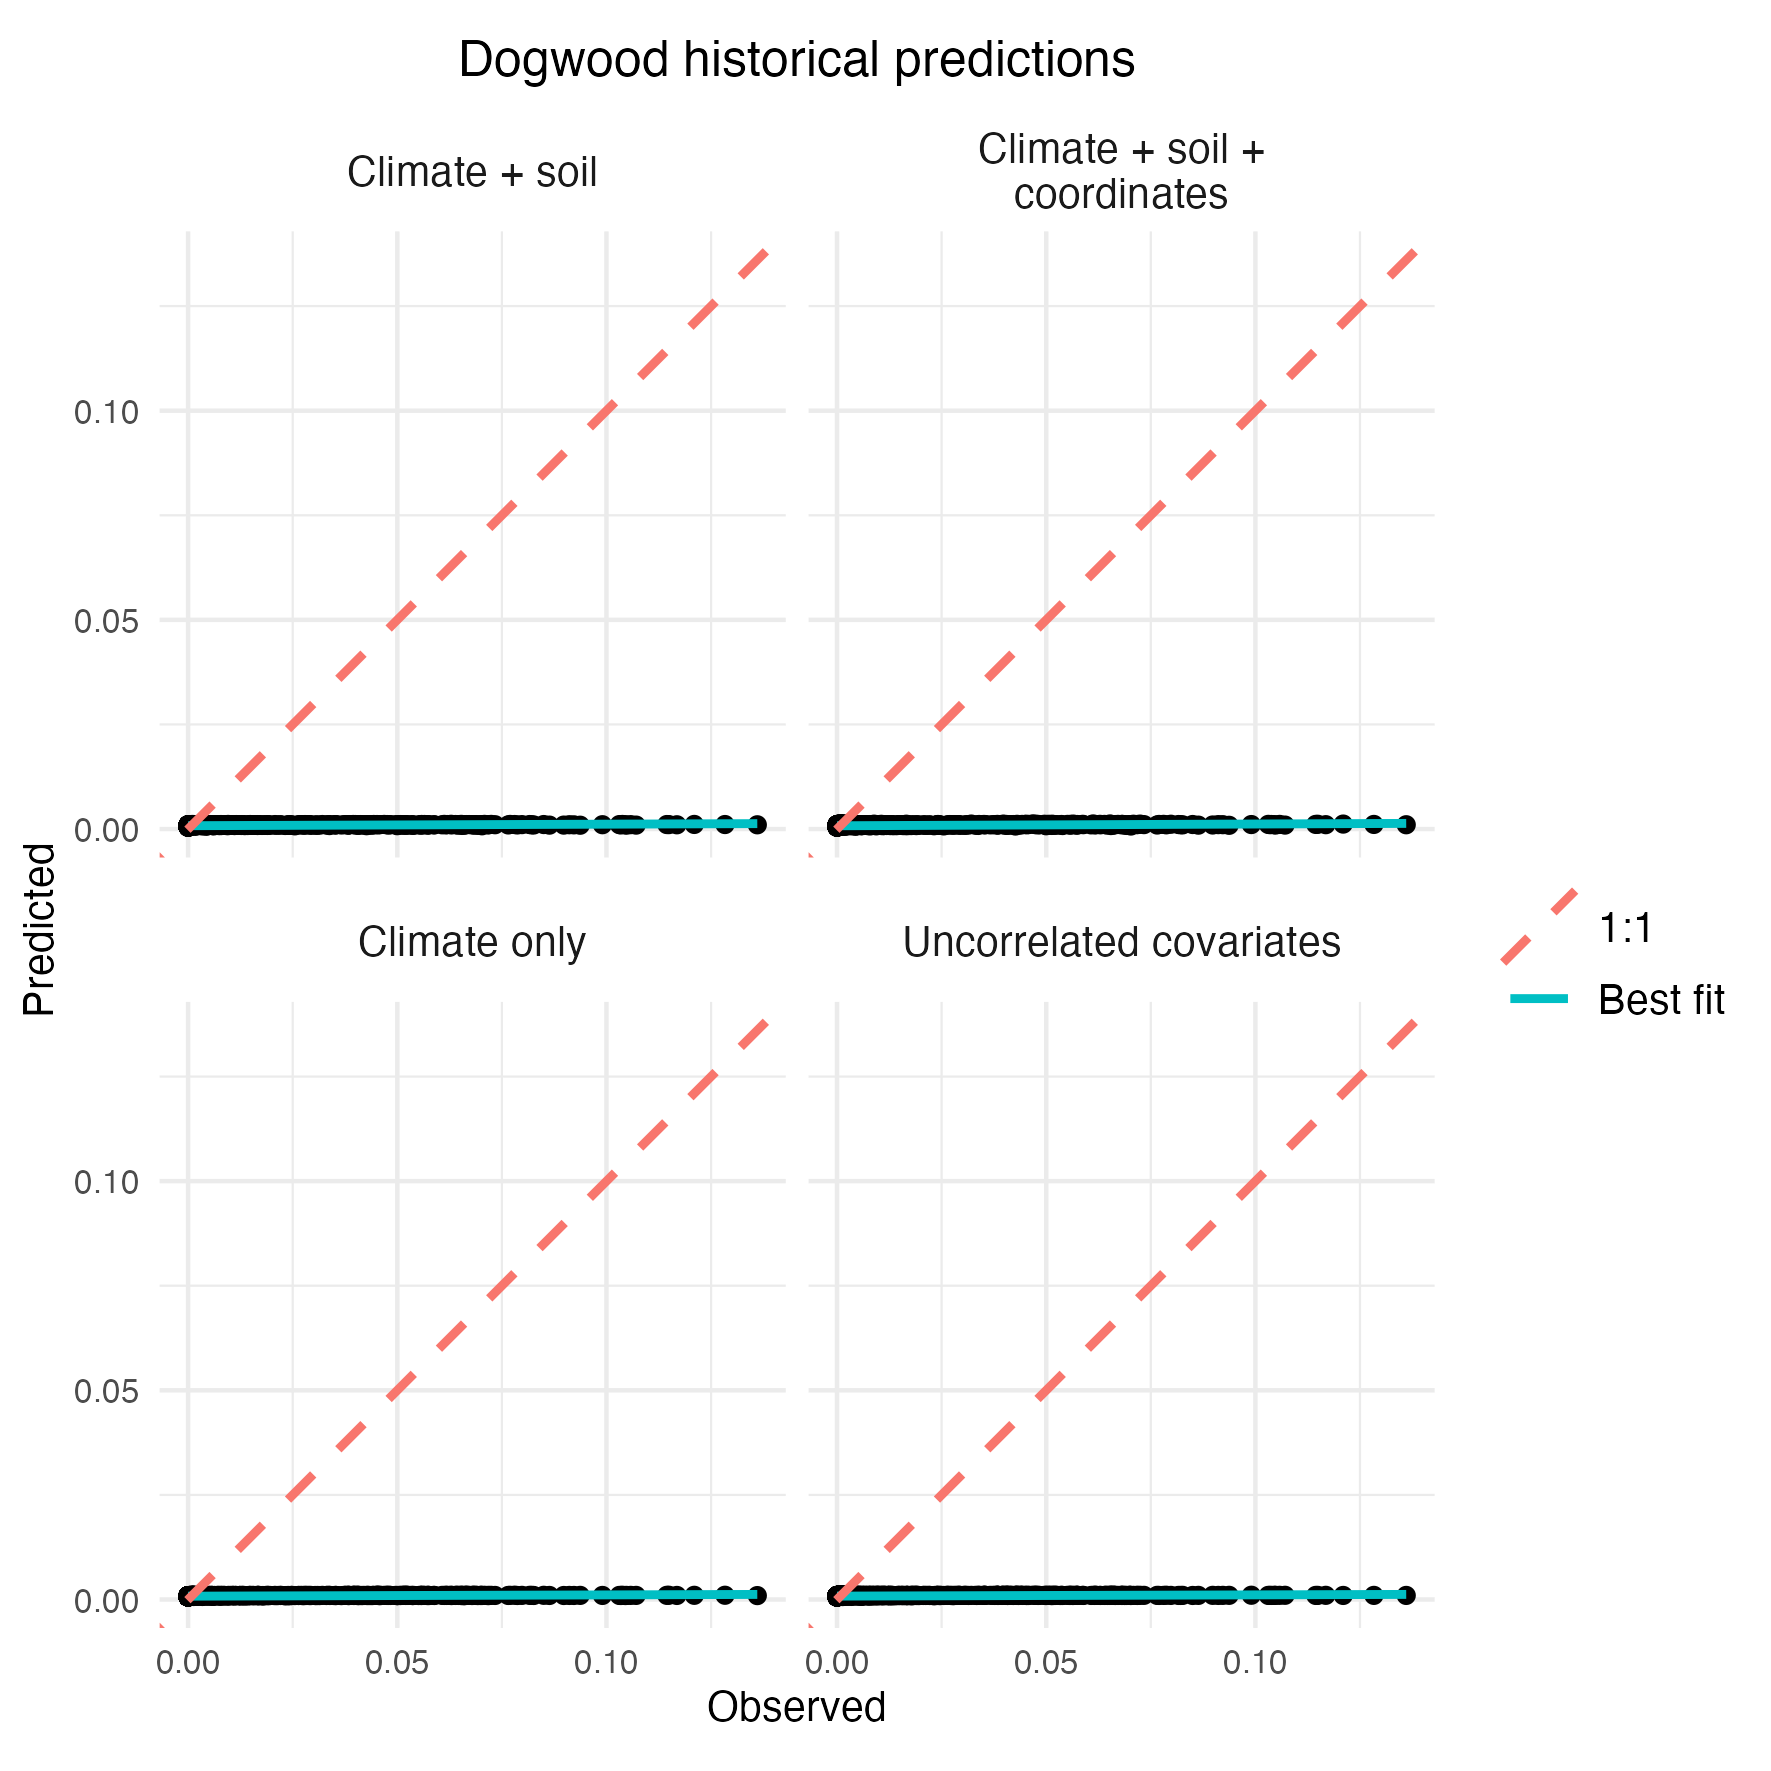 Dogwood historical predictions
Climate + soil
Climate + soil +
coordinates
0.10
0.05
0.00
Predicted
Climate only
Uncorrelated covariates
0.10
0.05
0.00
0.00 0.05 0.10
0.00 0.05 0.10
Observed
1:1
Best fit